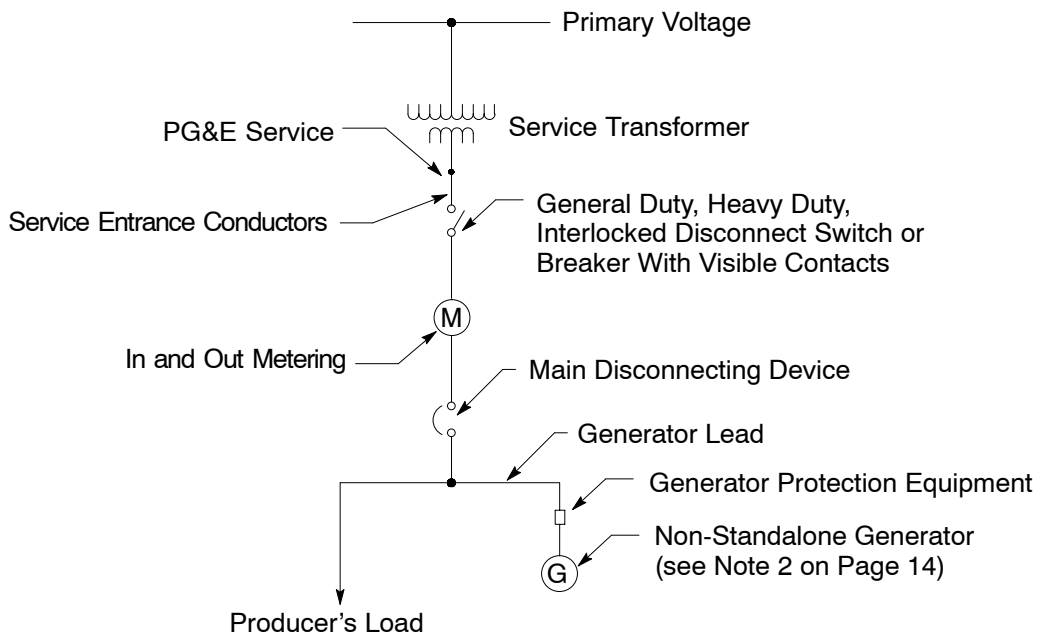 Primary Voltage
Service Transformer
PG&E Service
Service Entrance Conductors
General Duty, Heavy Duty,
Interlocked Disconnect Switch or
Breaker With Visible Contacts
M
In and Out Metering
Main Disconnecting Device
Generator Lead
Generator Protection Equipment
Non-Standalone Generator
(see Note 2 on Page 14)
G
Producer's Load